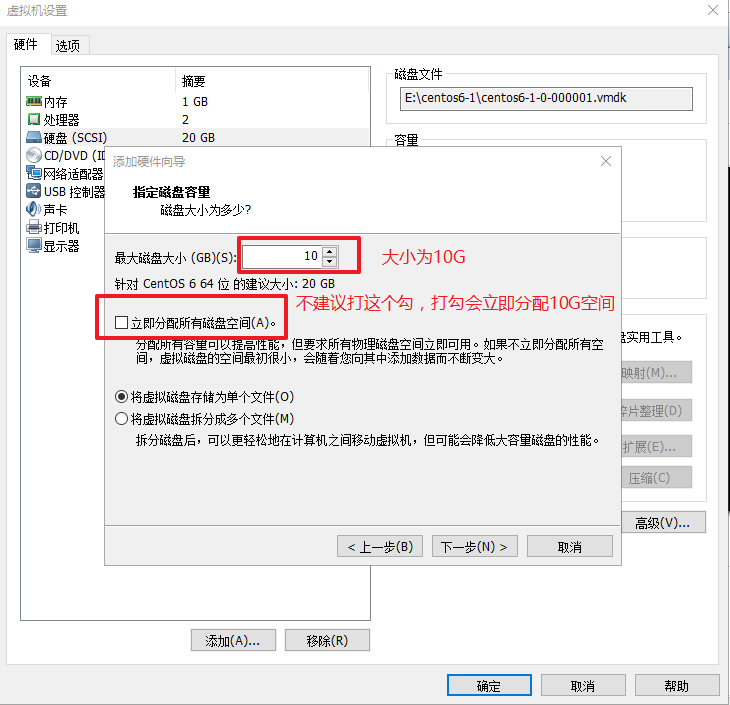 虚拟机设置
硬件 选项
设备 摘要
内存 1 GB
处理器 2
硬盘 (SCSI) 20 GB
CD/DVD (ID
网络适配器
USB 控制器
声卡
打印机
显示器
磁盘文件
E:\centos6-1\centos6-1-0-000001.vmdk
容量
添加硬件向导
指定磁盘容量
磁盘大小为多少?
最大磁盘大小 (GB)(S): 10
大小为10G
针对 CentOS 6 64 位 的建议大小: 20 GB
不建议打这个勾，打勾会立即分配10G空间
立即分配所有磁盘空间(A)。
分配所有容量可以提高性能，但要求所有物理磁盘空间立即可用。如果不立即分配所有空
间，虚拟磁盘的空间最初很小，会随着您向其中添加数据而不断变大。
将虚拟磁盘存储为单个文件(O)
将虚拟磁盘拆分成多个文件(M)
拆分磁盘后，可以更轻松地在计算机之间移动虚拟机，但可能会降低大容量磁盘的性能。
< 上一步(B) 下一步(N) > 取消
盘实用工具。
映射(M)...
碎片整理(D)
扩展(E)...
压缩(C)
高级(V)...
添加(A)... 移除(R)
确定 取消 帮助